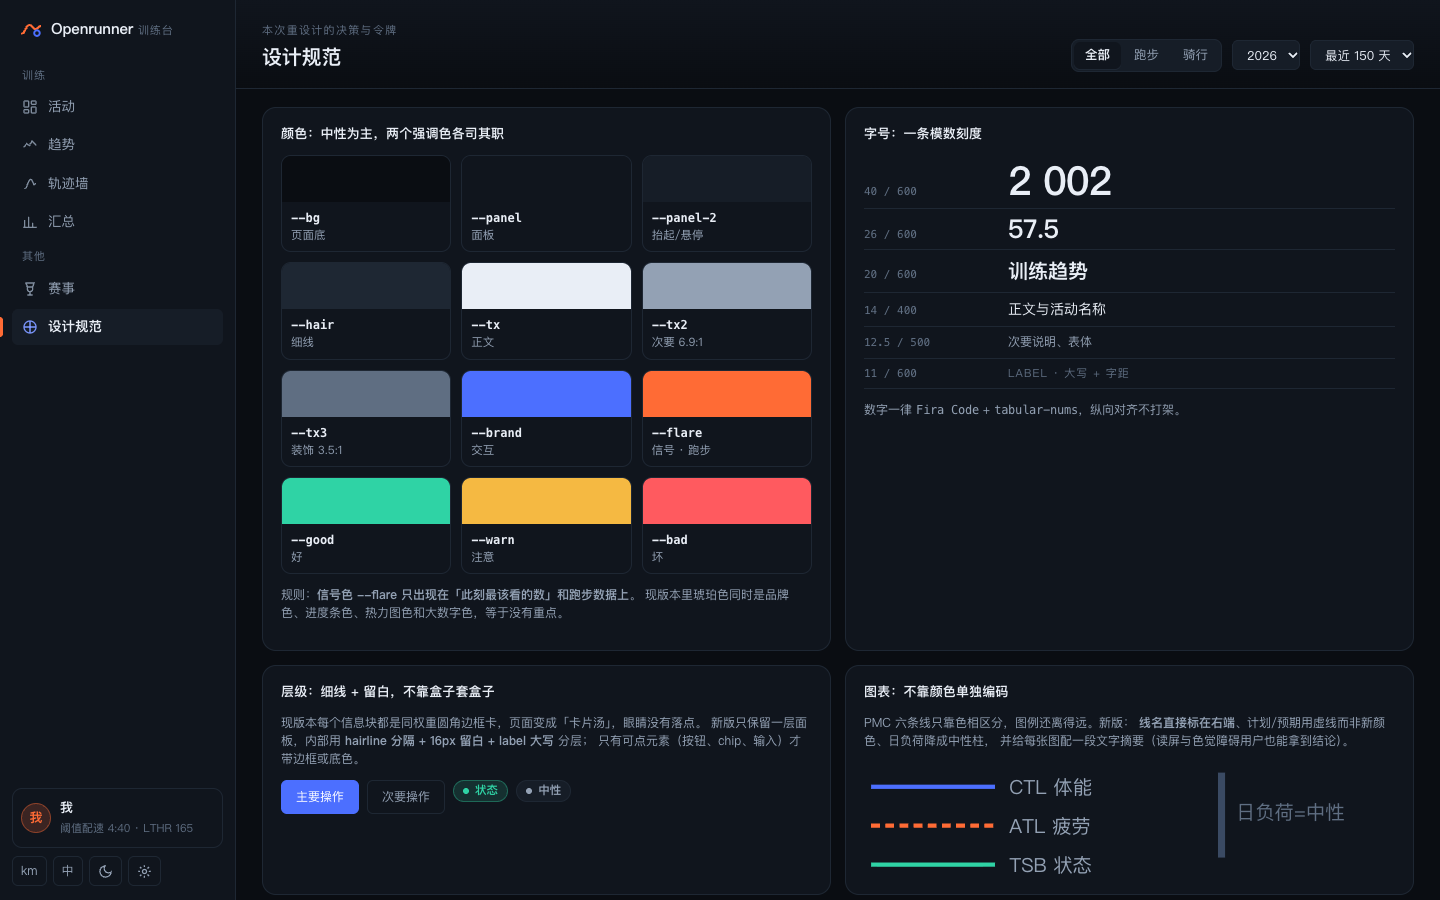 Openrunner 训练台
训练
活动
趋势
轨迹墙
汇总
其他
赛事
设计规范
我
我
阈值配速 4:40 · LTHR 165
km
中
本次重设计的决策与令牌
设计规范
全部
跑步
骑行
2026
最近 150 天
颜色：中性为主，两个强调色各司其职
--bg
页面底
--panel
面板
--panel-2
抬起/悬停
--hair
细线
--tx
正文
--tx2
次要 6.9:1
--tx3
装饰 3.5:1
--brand
交互
--flare
信号 · 跑步
--good
好
--warn
注意
--bad
坏
规则：信号色 --flare 只出现在「此刻最该看的数」和跑步数据上。 现版本里琥珀色同时是品牌
色、进度条色、热力图色和大数字色，等于没有重点。
字号：一条模数刻度
40 / 600
2 002
26 / 600
57.5
20 / 600
训练趋势
14 / 400
正文与活动名称
12.5 / 500
次要说明、表体
11 / 600
LABEL · 大写 + 字距
数字一律 Fira Code + tabular-nums，纵向对齐不打架。
层级：细线 + 留白，不靠盒子套盒子
现版本每个信息块都是同权重圆角边框卡，页面变成「卡片汤」，眼睛没有落点。 新版只保留一层面
板，内部用 hairline 分隔 + 16px 留白 + label 大写 分层； 只有可点元素（按钮、chip、输入）才
带边框或底色。
主要操作
次要操作
状态
中性
图表：不靠颜色单独编码
PMC 六条线只靠色相区分，图例还离得远。新版： 线名直接标在右端、计划/预期用虚线而非新颜
色、日负荷降成中性柱， 并给每张图配一段文字摘要（读屏与色觉障碍用户也能拿到结论）。
CTL 体能
ATL 疲劳
TSB 状态
日负荷=中性